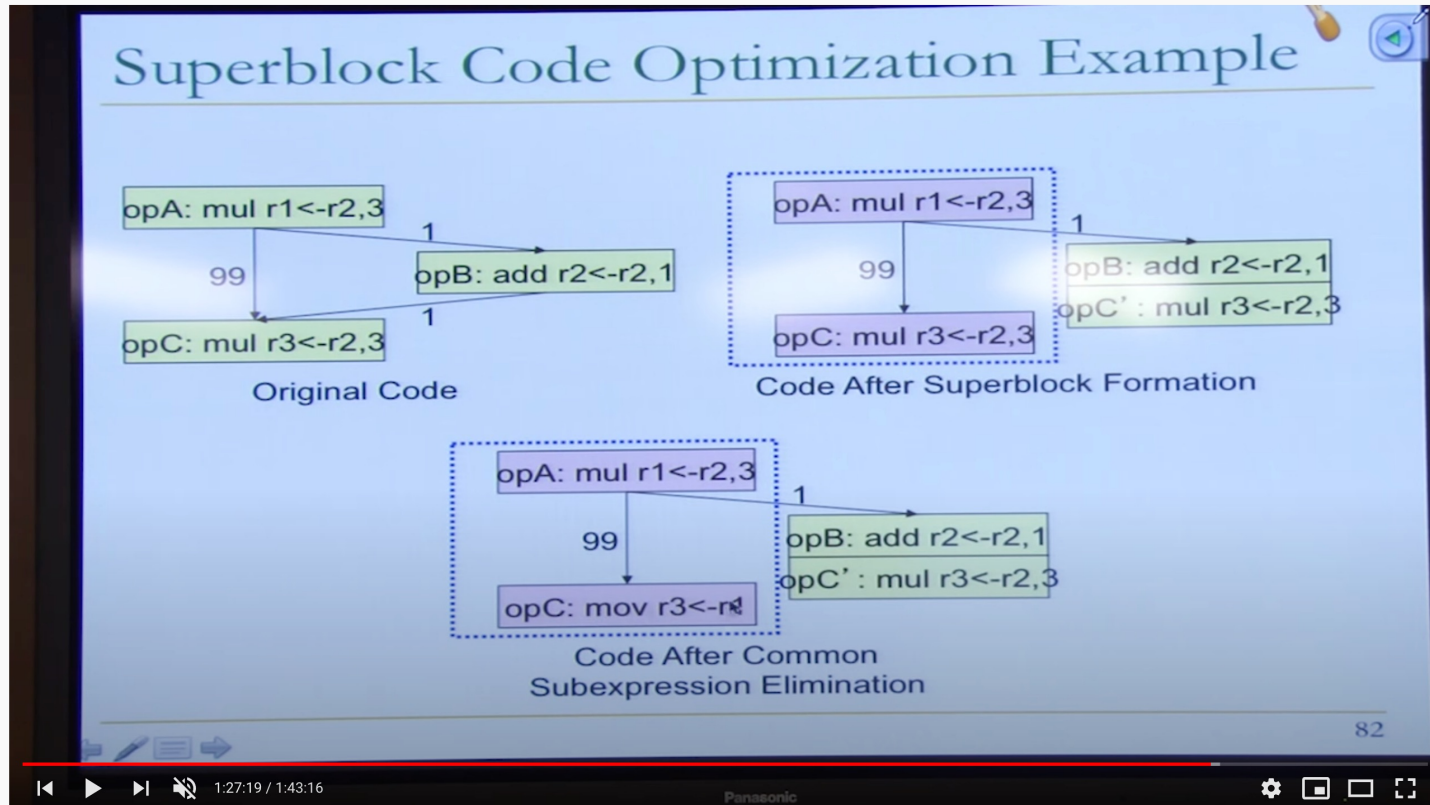 Superblock Code Optimization Example
opA: mul r1<-r2,3
99
1
opB: add r2<-r2,1
1
opC: mul r3<-r2,3
Original Code
opA: mul r1<-r2,3
99
1
opB: add r2<-r2,1
opC': mul r3<-r2,3
opC: mul r3<-r2,3
Code After Superblock Formation
opA: mul r1<-r2,3
99
1
opB: add r2<-r2,1
opC': mul r3<-r2,3
opC: mov r3<-r1
Code After Common
Subexpression Elimination
82
1:27:19 / 1:43:16
Panasonic